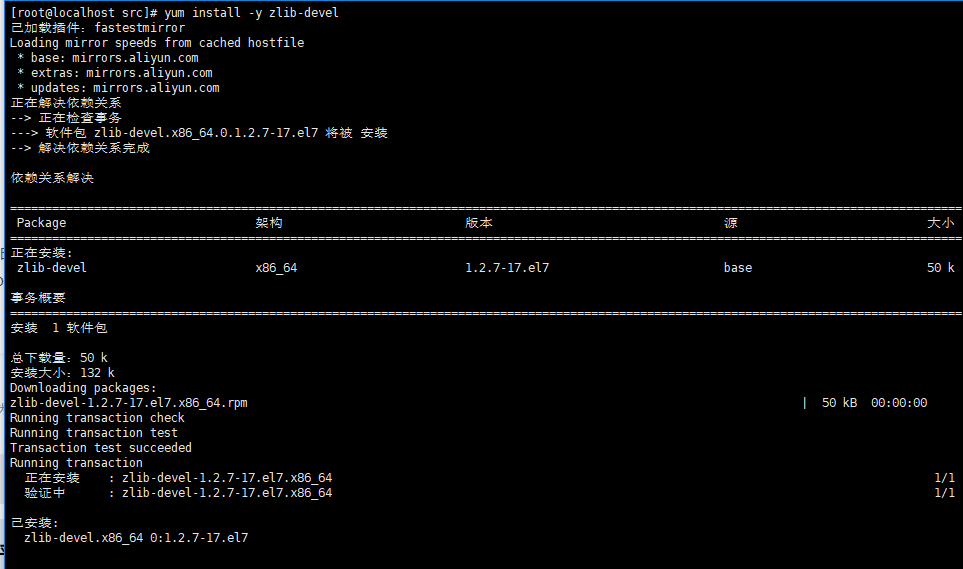 [root@localhost src]# yum install -y zlib-devel
已加载插件：fastestmirror
Loading mirror speeds from cached hostfile
* base: mirrors.aliyun.com
* extras: mirrors.aliyun.com
* updates: mirrors.aliyun.com
正在解决依赖关系
--> 正在检查事务
---> 软件包 zlib-devel.x86_64.0.1.2.7-17.el7 将被 安装
--> 解决依赖关系完成
依赖关系解决
Package 架构 版本 源 大小
正在安装:
zlib-devel x86_64 1.2.7-17.el7 base 50 k
事务概要
安装 1 软件包
总下载量：50 k
安装大小：132 k
Downloading packages:
zlib-devel-1.2.7-17.el7.x86_64.rpm | 50 kB 00:00:00
Running transaction check
Running transaction test
Transaction test succeeded
Running transaction
正在安装 : zlib-devel-1.2.7-17.el7.x86_64 1/1
验证中 : zlib-devel-1.2.7-17.el7.x86_64 1/1
已安装:
zlib-devel.x86_64 0:1.2.7-17.el7